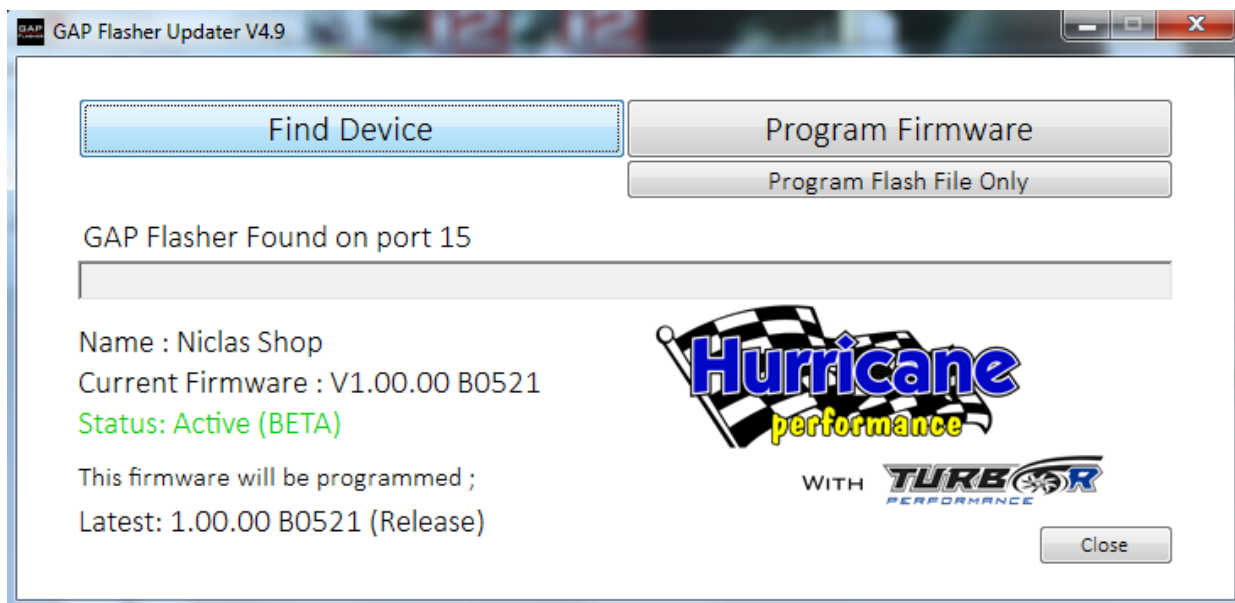 GAP FLASHER
GAP Flasher Updater V4.9
Find Device
Program Firmware
Program Flash File Only
GAP Flasher Found on port 15
Name : Niclas Shop
Current Firmware : V1.00.00 B0521
Status: Active (BETA)
This firmware will be programmed ;
Latest: 1.00.00 B0521 (Release)
Hurricane
performance
WITH TURBOR
PERFORMANCE
Close